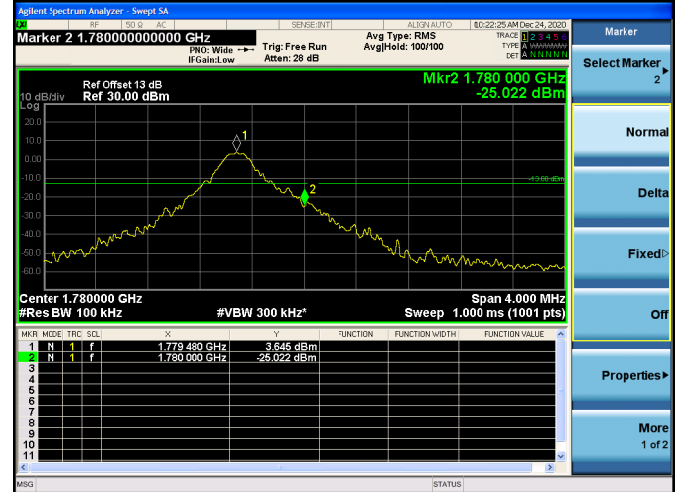 Agilent Spectrum Analyzer - Swept SA
RF 50 Ω AC SENSE:INT ALIGN AUTO 10:22:25 AM Dec 24, 2020
Marker 2 1.780000000000 GHz
PNO: Wide
IFGain:Low
Trig: Free Run
Atten: 28 dB
Avg Type: RMS
Avg|Hold: 100/100
TRACE 1 2 3 4 5 6
TYPE A WWWWW
DET A N N N N N
Mkr2 1.780 000 GHz
-25.022 dBm
Ref Offset 13 dB
10 dB/div Ref 30.00 dBm
Log
20.0
10.0
0.00
-10.0
-20.0
-30.0
-40.0
-50.0
-60.0
1
2
-13.00 dBm
Center 1.780000 GHz Span 4.000 MHz
#Res BW 100 kHz #VBW 300 kHz* Sweep 1.000 ms (1001 pts)
MKR MODE TRC SCL X Y FUNCTION FUNCTION WIDTH FUNCTION VALUE
1 N 1 f 1.779 480 GHz 3.645 dBm
2 N 1 f 1.780 000 GHz -25.022 dBm
3
4
5
6
7
8
9
10
11
MSG STATUS
Marker
Select Marker
2
Normal
Delta
Fixed
Off
Properties
More
1 of 2